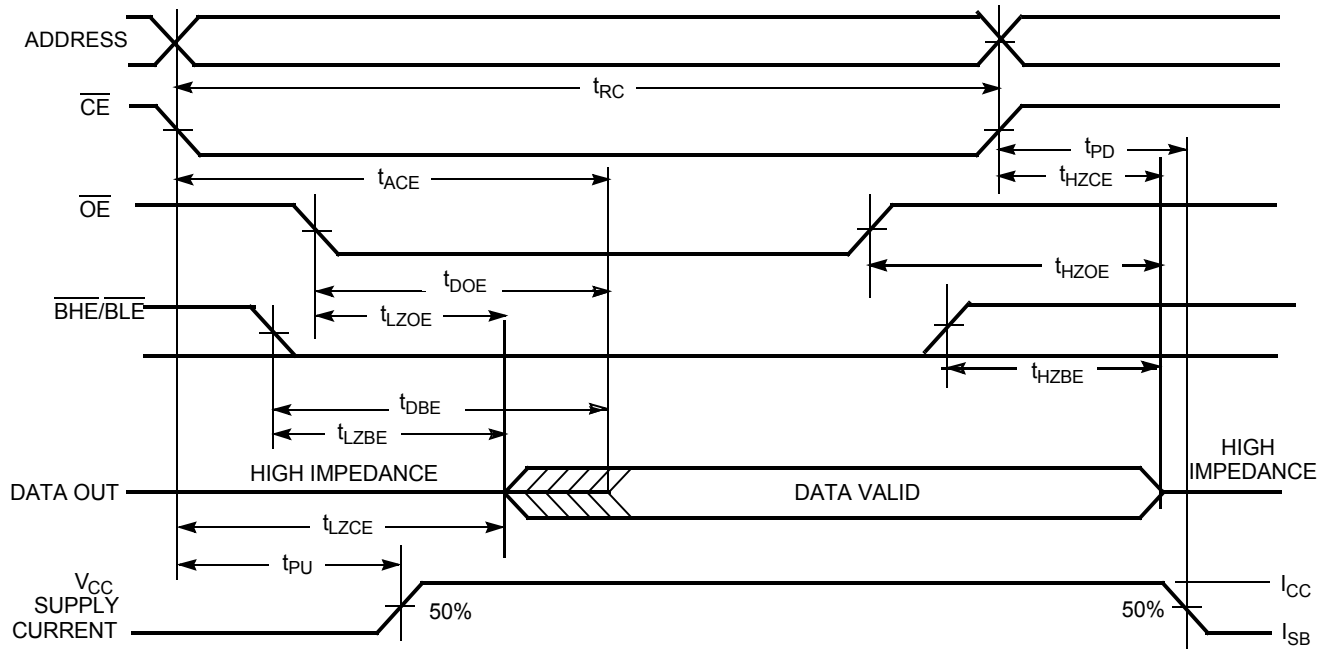 ADDRESS
tRC
CE
tPD
tACE
tHZCE
OE
tHZOE
tDOE
BHE/BLE
tLZOE
tHZBE
tDBE
tLZBE
HIGH IMPEDANCE
HIGH
IMPEDANCE
DATA OUT
DATA VALID
tLZCE
tPU
VCC
SUPPLY
CURRENT
50%
50%
ICC
ISB